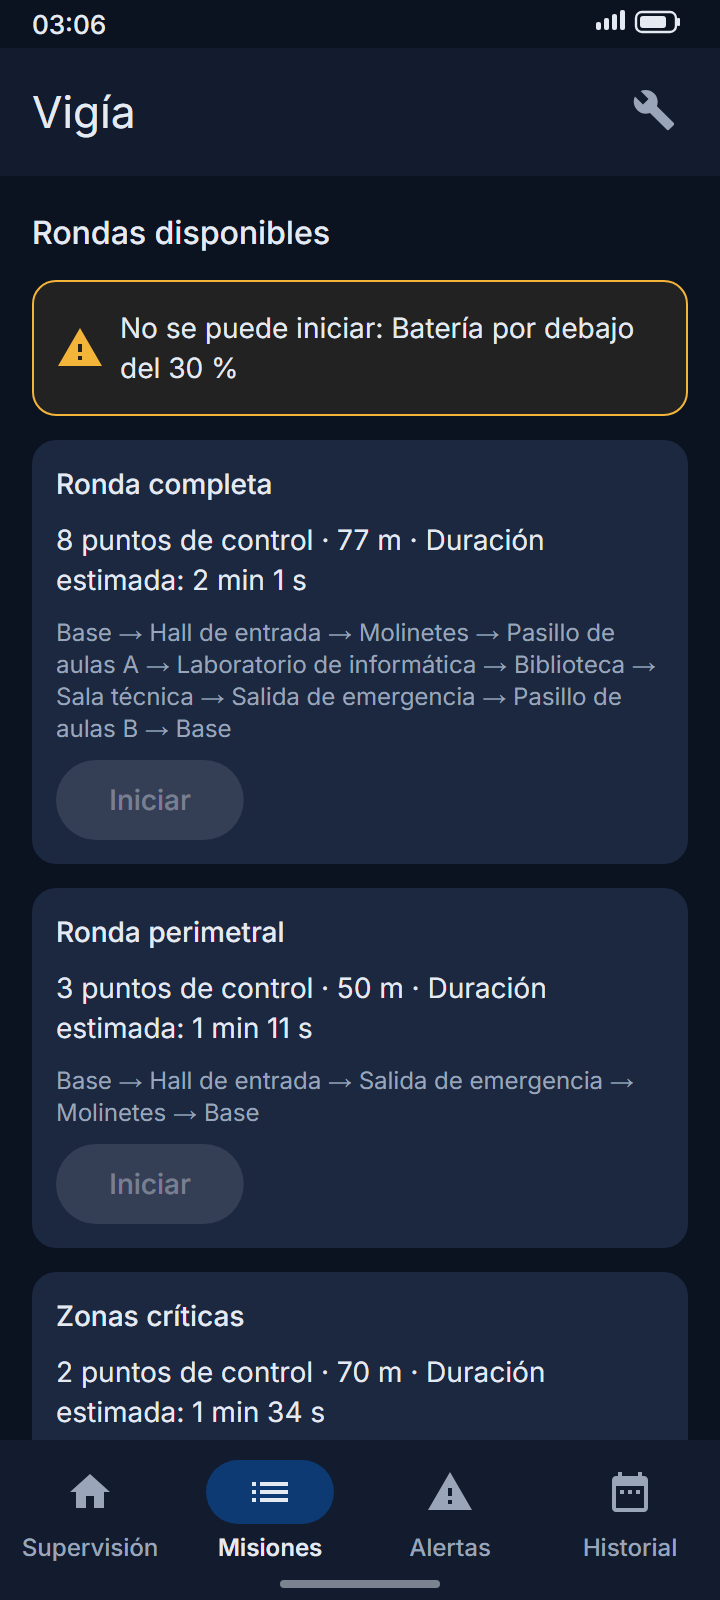 03:06
Vigía
Rondas disponibles
No se puede iniciar: Batería por debajo
del 30 %
Ronda completa
8 puntos de control · 77 m · Duración
estimada: 2 min 1 s
Base → Hall de entrada → Molinetes → Pasillo de
aulas A → Laboratorio de informática → Biblioteca →
Sala técnica → Salida de emergencia → Pasillo de
aulas B → Base
Iniciar
Ronda perimetral
3 puntos de control · 50 m · Duración
estimada: 1 min 11 s
Base → Hall de entrada → Salida de emergencia →
Molinetes → Base
Iniciar
Zonas críticas
2 puntos de control · 70 m · Duración
estimada: 1 min 34 s
Supervisión
Misiones
Alertas
Historial